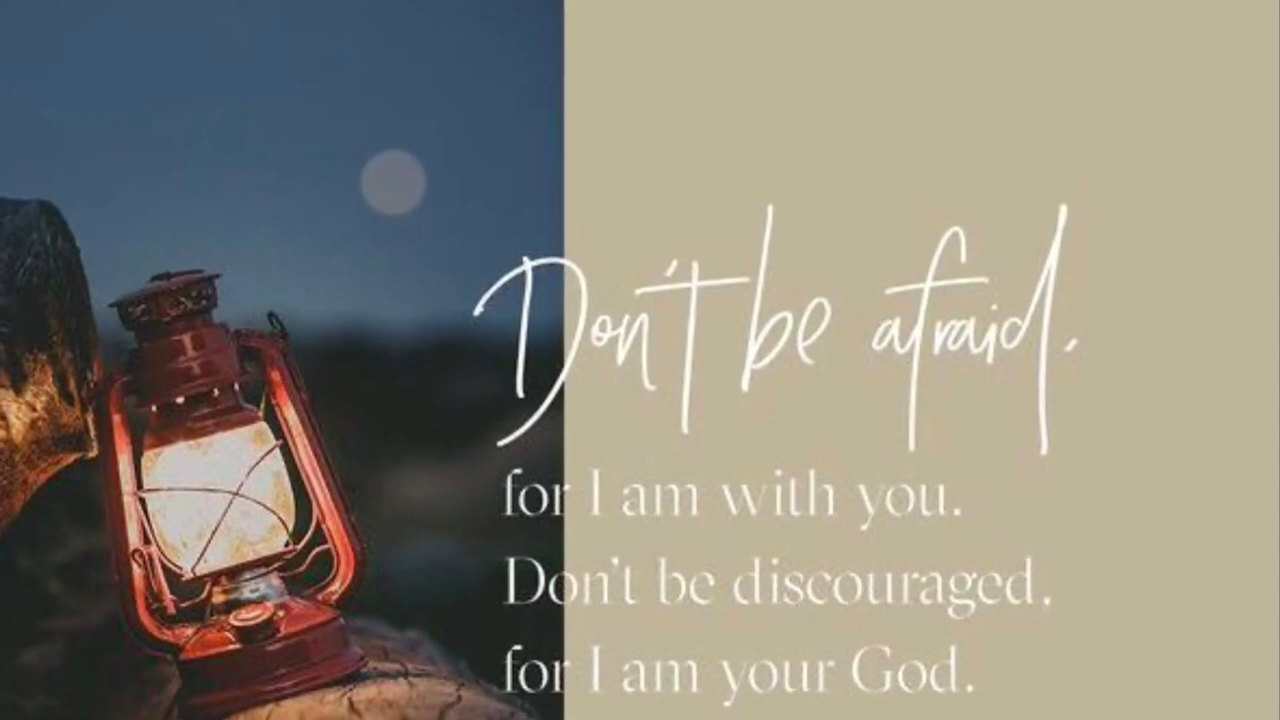 Don't be afraid,
for I am with you.
Don't be discouraged,
for I am your God.